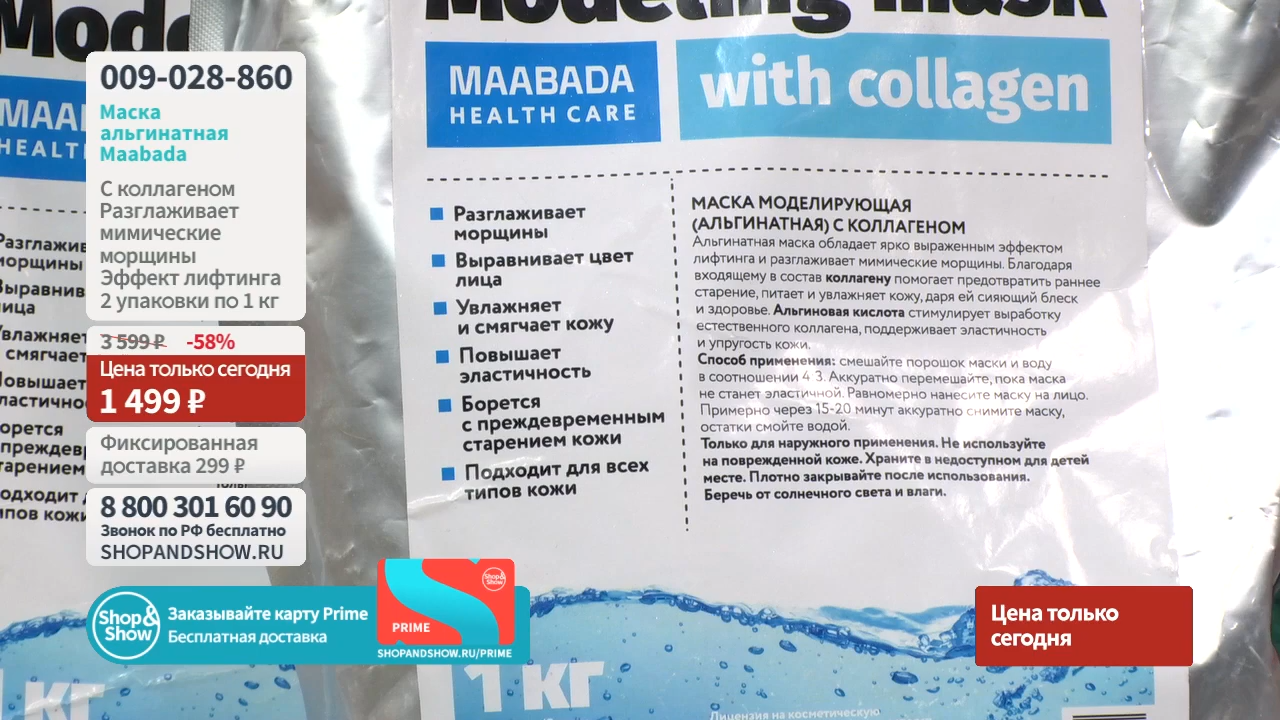 Modeling mask
MAABADA
HEALTH CARE
with collagen
Разглаживает
морщины
Выравнивает цвет
лица
Увлажняет
и смягчает кожу
Повышает
эластичность
Борется
с преждевременным
старением кожи
Подходит для всех
типов кожи
МАСКА МОДЕЛИРУЮЩАЯ
(АЛЬГИНАТНАЯ) С КОЛЛАГЕНОМ
Альгинатная маска обладает ярко выраженным эффектом
лифтинга и разглаживает мимические морщины. Благодаря
входящему в состав коллагену помогает предотвратить раннее
старение, питает и увлажняет кожу, даря ей сияющий блеск
и здоровье. Альгиновая кислота стимулирует выработку
естественного коллагена, поддерживает эластичность
и упругость кожи.
Способ применения: смешайте порошок маски и воду
в соотношении 4 3. Аккуратно перемешайте, пока маска
не станет эластичной. Равномерно нанесите маску на лицо.
Примерно через 15-20 минут аккуратно снимите маску,
остатки смойте водой.
Только для наружного применения. Не используйте
на поврежденной коже. Храните в недоступном для детей
месте. Плотно закрывайте после использования.
Беречь от солнечного света и влаги.
1 кг
Лицензия на косметическую
009-028-860
Маска
альгинатная
Maabada
С коллагеном
Разглаживает
мимические
морщины
Эффект лифтинга
2 упаковки по 1 кг
3 599 ₽ -58%
Цена только сегодня
1 499 ₽
Фиксированная
доставка 299 ₽
8 800 301 60 90
Звонок по РФ бесплатно
SHOPANDSHOW.RU
Shop&
Show
Заказывайте карту Prime
Бесплатная доставка
Shop&
Show
PRIME
SHOPANDSHOW.RU/PRIME
Цена только
сегодня